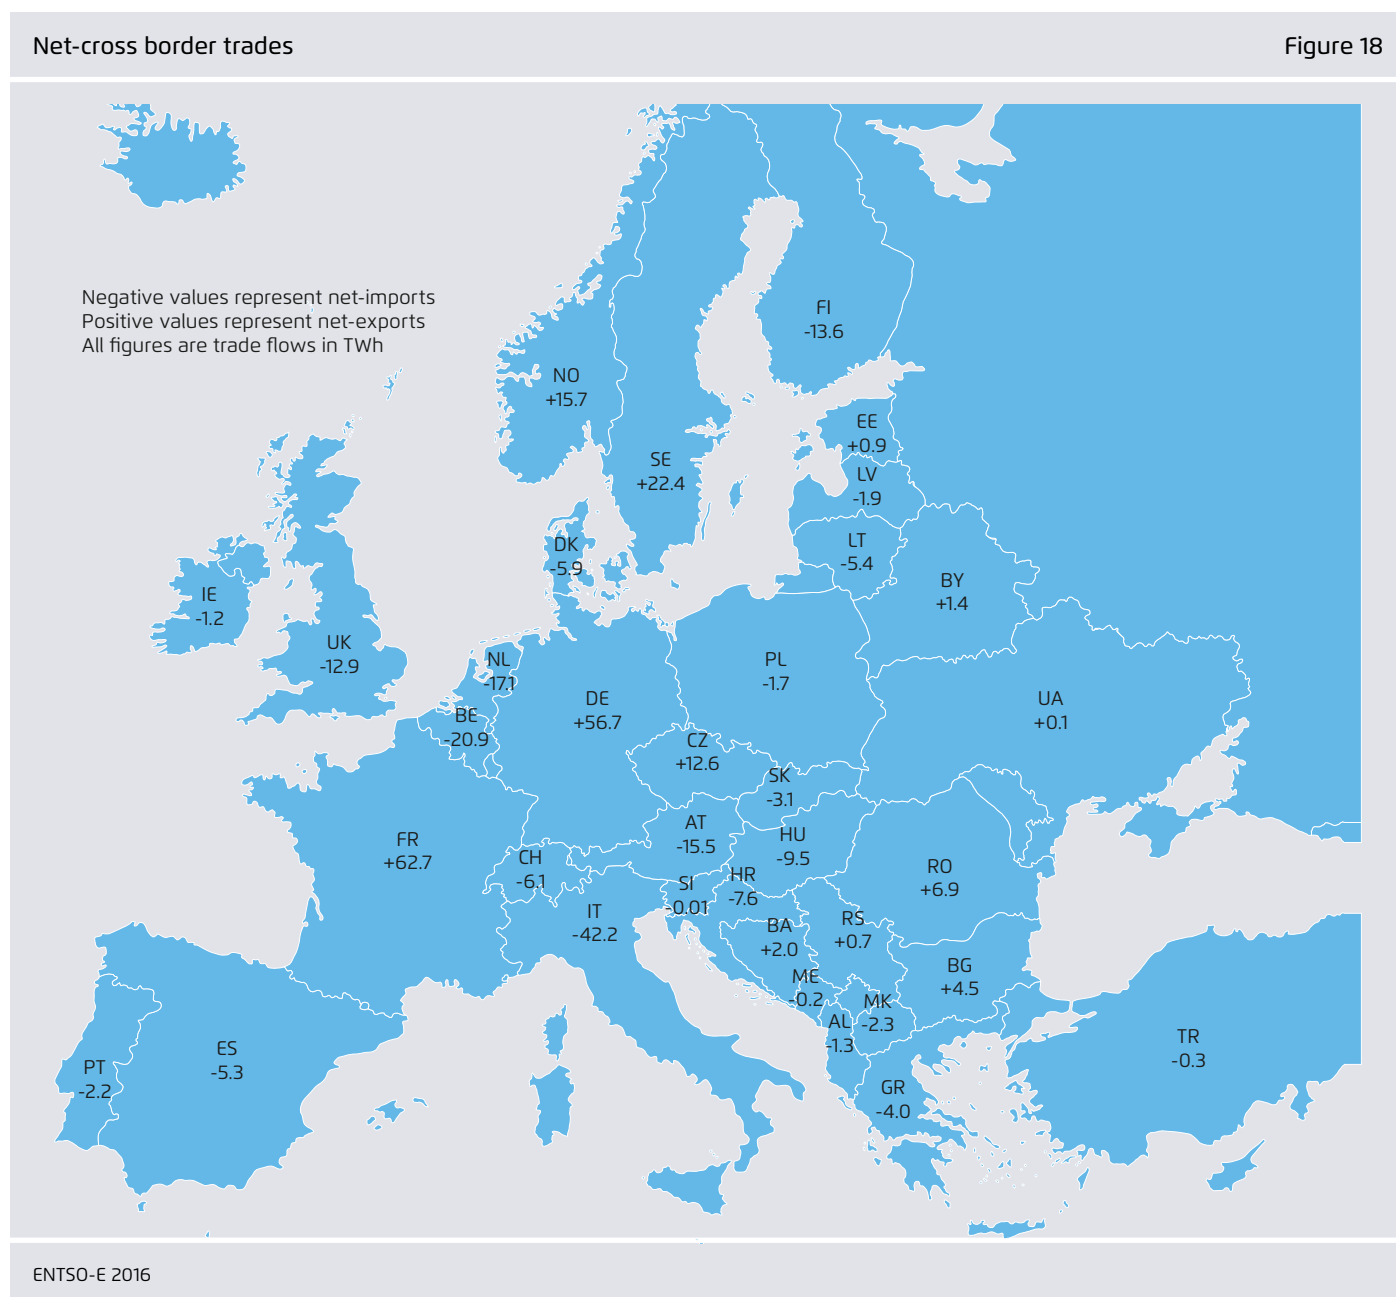 Net-cross border trades
Figure 18
Negative values represent net-imports
Positive values represent net-exports
All figures are trade flows in TWh
FI
-13.6
NO
+15.7
EE
+0.9
SE
+22.4
LV
-1.9
DK
-5.9
LT
-5.4
BY
+1.4
IE
-1.2
UK
-12.9
NL
-17.1
PL
-1.7
DE
+56.7
UA
+0.1
BE
-20.9
CZ
+12.6
SK
-3.1
AT
-15.5
HU
-9.5
FR
+62.7
CH
-6.1
RO
+6.9
SI
-0.01
HR
-7.6
IT
-42.2
BA
+2.0
RS
+0.7
BG
+4.5
ME
-0.2
MK
-2.3
AL
-1.3
TR
-0.3
ES
-5.3
PT
-2.2
GR
-4.0
ENTSO-E 2016